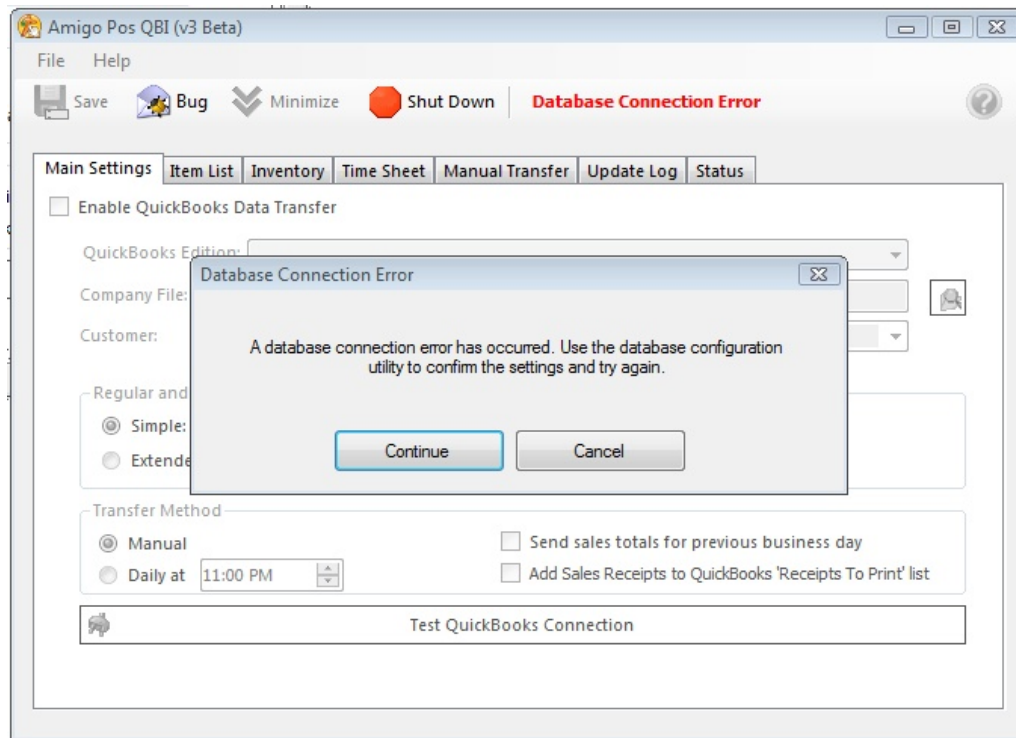 Amigo Pos QBI (v3 Beta)
File Help
Save Bug Minimize Shut Down Database Connection Error
Main Settings Item List Inventory Time Sheet Manual Transfer Update Log Status
Enable QuickBooks Data Transfer
QuickBooks Edition:
Database Connection Error
Company File:
Customer:
A database connection error has occurred. Use the database configuration
utility to confirm the settings and try again.
Regular and
Simple:
Extende
Continue Cancel
Transfer Method
Manual Send sales totals for previous business day
Daily at 11:00 PM Add Sales Receipts to QuickBooks 'Receipts To Print' list
Test QuickBooks Connection